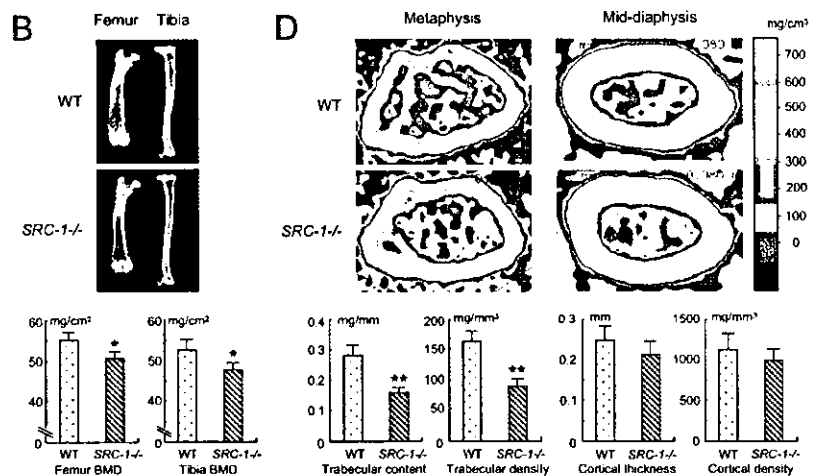 B
Femur Tibia
WT
SRC-1-/-
mg/cm²
60
50
40
0
WT SRC-1-/-
Femur BMD
*
mg/cm²
60
50
40
0
WT SRC-1-/-
Tibia BMD
*
D
Metaphysis Mid-diaphysis
WT
SRC-1-/-
mg/cm³
700
600
500
400
300
200
100
0
mg/mm
0.4
0.3
0.2
0.1
0
**
WT SRC-1-/-
Trabecular content
mg/mm³
200
150
100
50
0
**
WT SRC-1-/-
Trabecular density
mm
0.3
0.2
0.1
0
WT SRC-1-/-
Cortical thickness
mg/mm³
1500
1000
500
0
WT SRC-1-/-
Cortical density